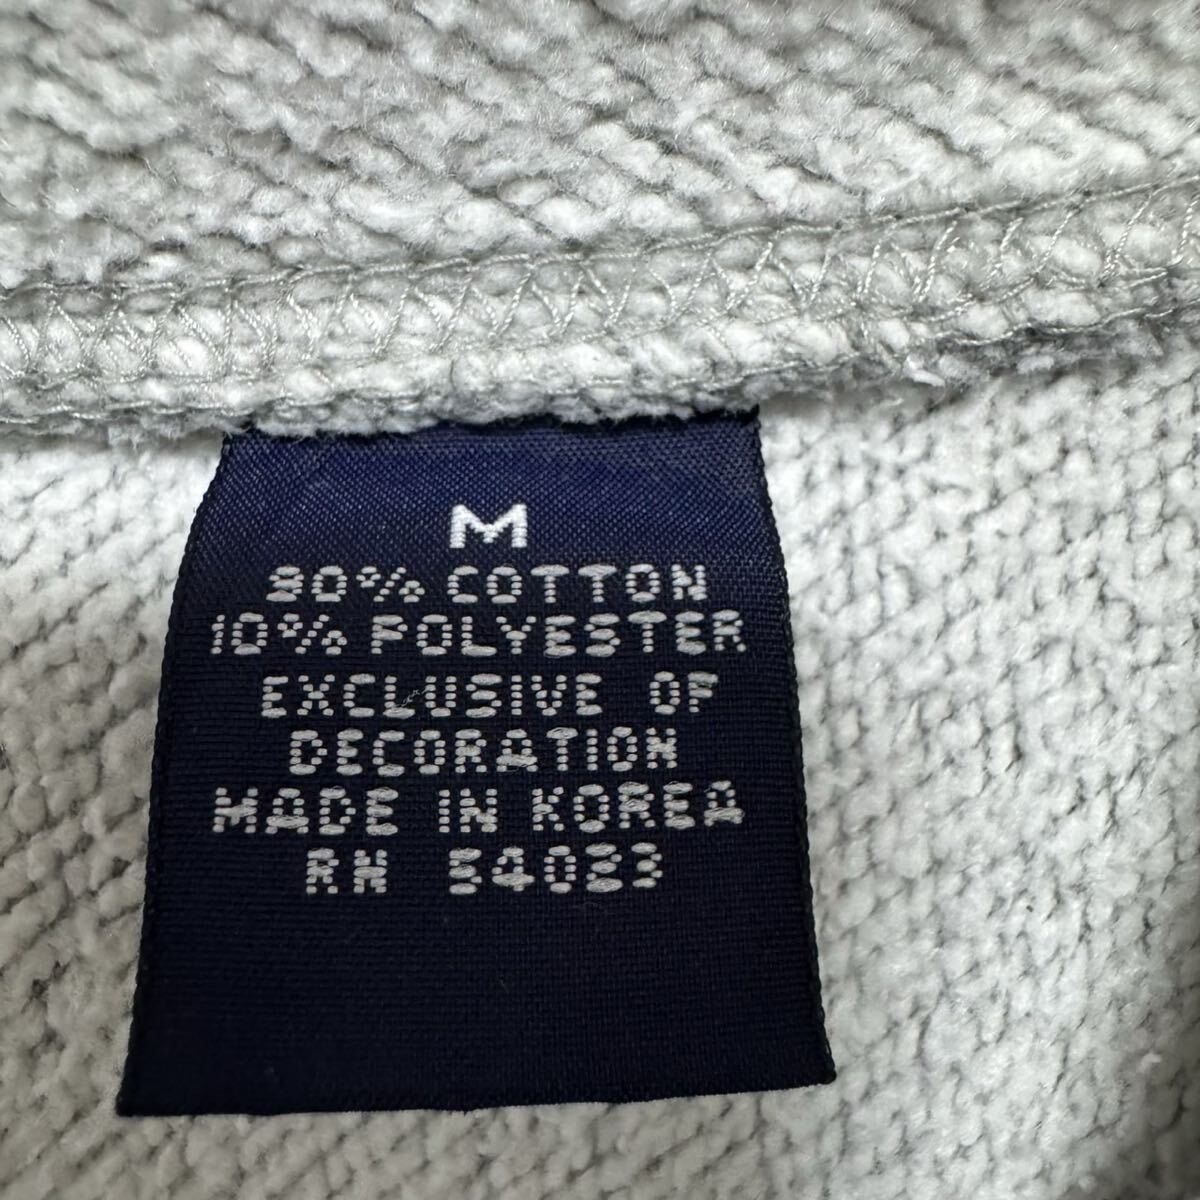 M
90% COTTON
10% POLYESTER
EXCLUSIVE OF
DECORATION
MADE IN KOREA
RN 54023